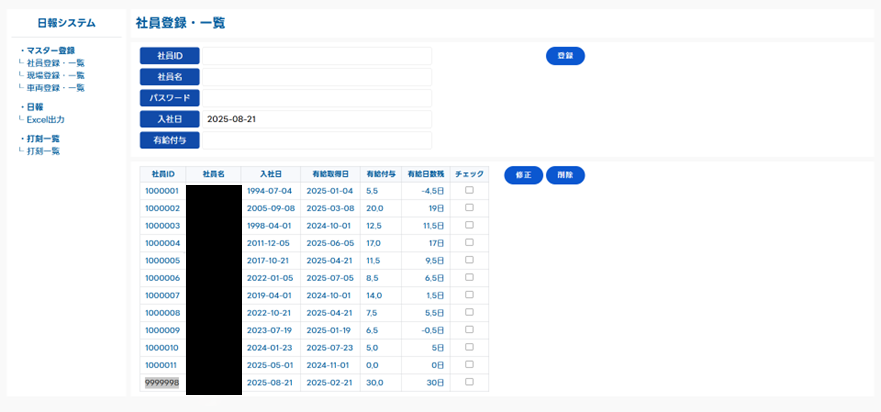 日報システム
・マスター登録
└ 社員登録・一覧
└ 現場登録・一覧
└ 車両登録・一覧
・日報
└ Excel出力
・打刻一覧
└ 打刻一覧
社員登録・一覧
社員ID
社員名
パスワード
入社日 2025-08-21
有給付与
登録
社員ID 社員名 入社日 有給取得日 有給付与 有給日数残 チェック
1000001 1994-07-04 2025-01-04 5.5 -4.5日
1000002 2005-09-08 2025-03-08 20.0 19日
1000003 1998-04-01 2024-10-01 12.5 11.5日
1000004 2011-12-05 2025-06-05 17.0 17日
1000005 2017-10-21 2025-04-21 11.5 9.5日
1000006 2022-01-05 2025-07-05 8.5 6.5日
1000007 2019-04-01 2024-10-01 14.0 1.5日
1000008 2022-10-21 2025-04-21 7.5 5.5日
1000009 2023-07-19 2025-01-19 6.5 -0.5日
1000010 2024-01-23 2025-07-23 5.0 5日
1000011 2025-05-01 2024-11-01 0.0 0日
9999998 2025-08-21 2025-02-21 30.0 30日
修正 削除